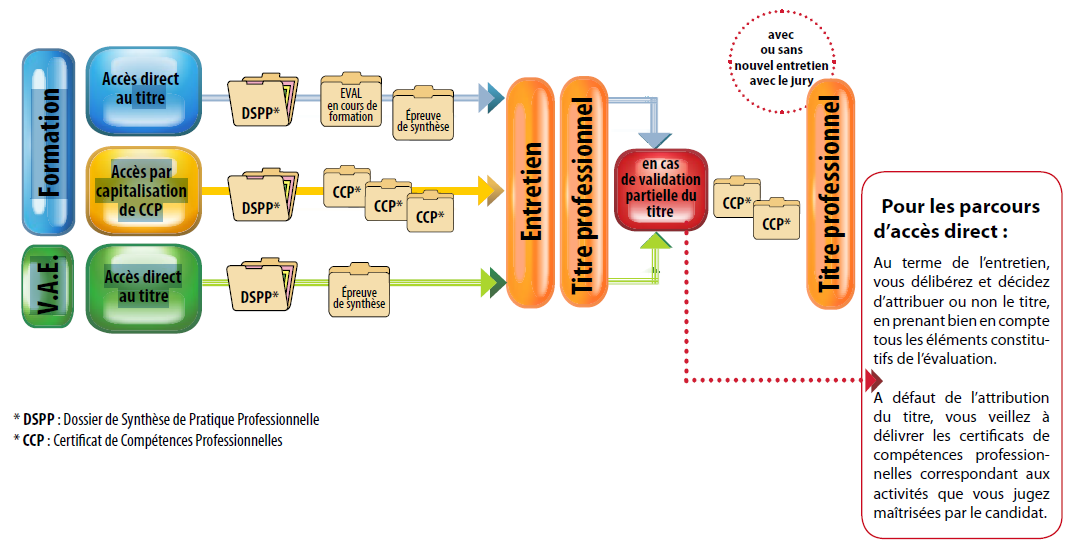 Formation
Accès direct
au titre
DSPP*
EVAL
en cours de
formation
Épreuve
de synthèse
Accès par
capitalisation
de CCP
DSPP*
CCP*
CCP*
CCP*
V.A.E.
Accès direct
au titre
DSPP*
Épreuve
de synthèse
Entretien
Titre professionnel
en cas
de validation
partielle du
titre
CCP*
CCP*
avec
ou sans
nouvel entretien
avec le jury
Titre professionnel
Pour les parcours
d’accès direct :
Au terme de l’entretien,
vous délibérez et décidez
d’attribuer ou non le titre,
en prenant bien en compte
tous les éléments constitu-
tifs de l’évaluation.
A défaut de l’attribution
du titre, vous veillez à
délivrer les certificats de
compétences profession-
nelles correspondant aux
activités que vous jugez
maîtrisées par le candidat.
* DSPP : Dossier de Synthèse de Pratique Professionnelle
* CCP : Certificat de Compétences Professionnelles